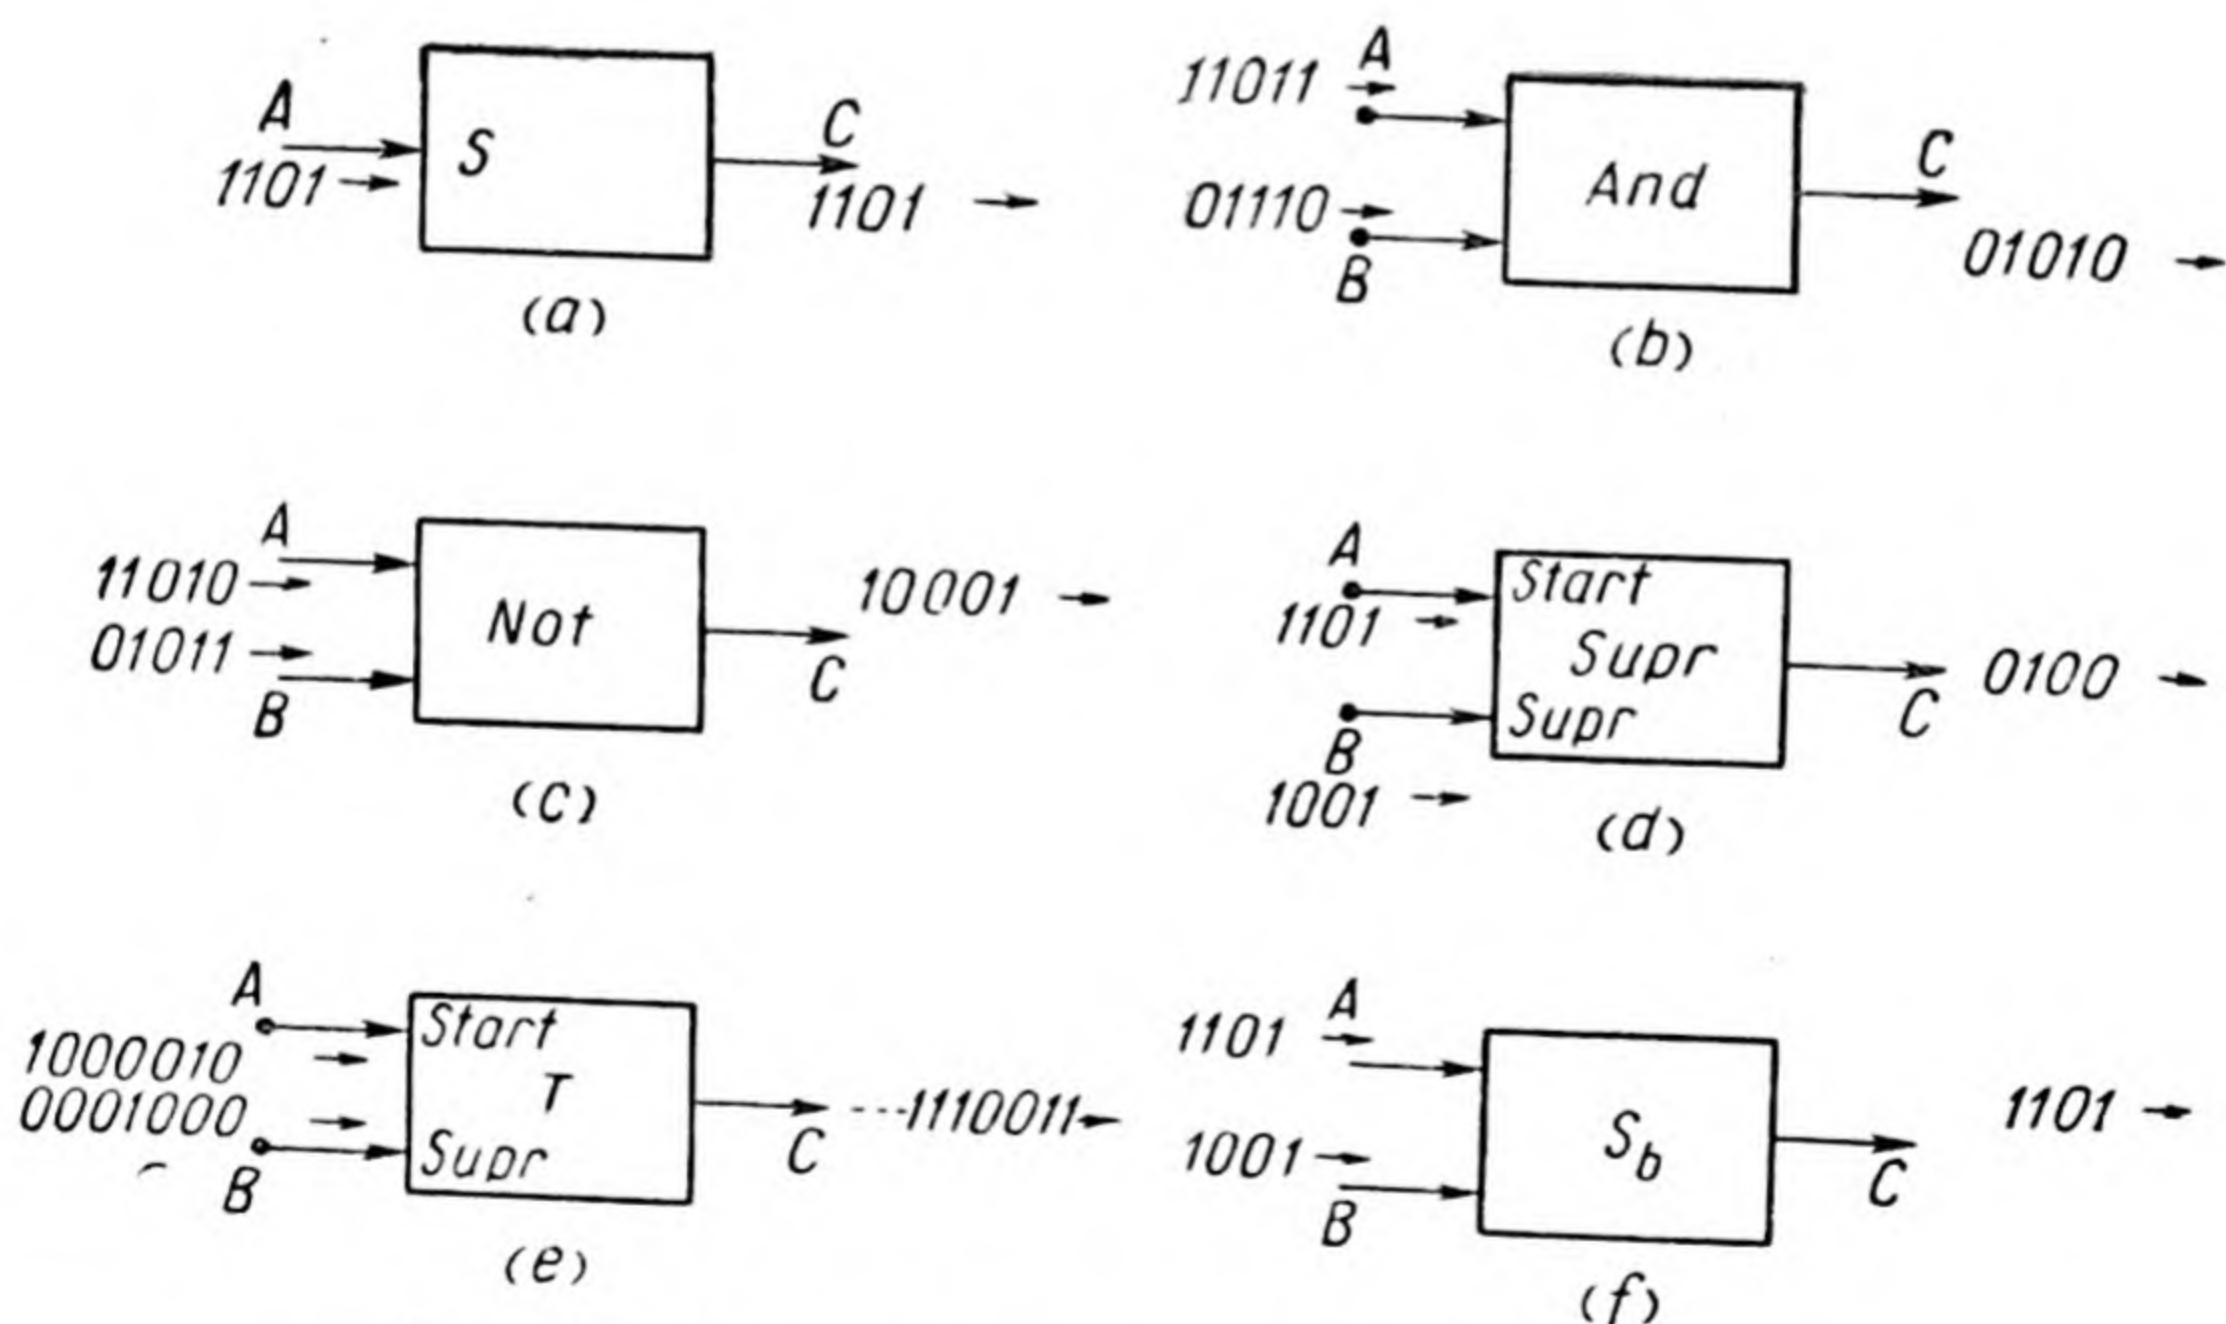 A
1101
S
C
1101
(a)
11011
A
01110
B
And
C
01010
(b)
A
11010
01011
B
Not
10001
C
(c)
A
1101
B
1001
Start
Supr
Supr
C
0100
(d)
A
1000010
0001000
B
Start
T
Supr
C
---1110011
(e)
1101
A
1001
B
Sb
C
1101
(f)